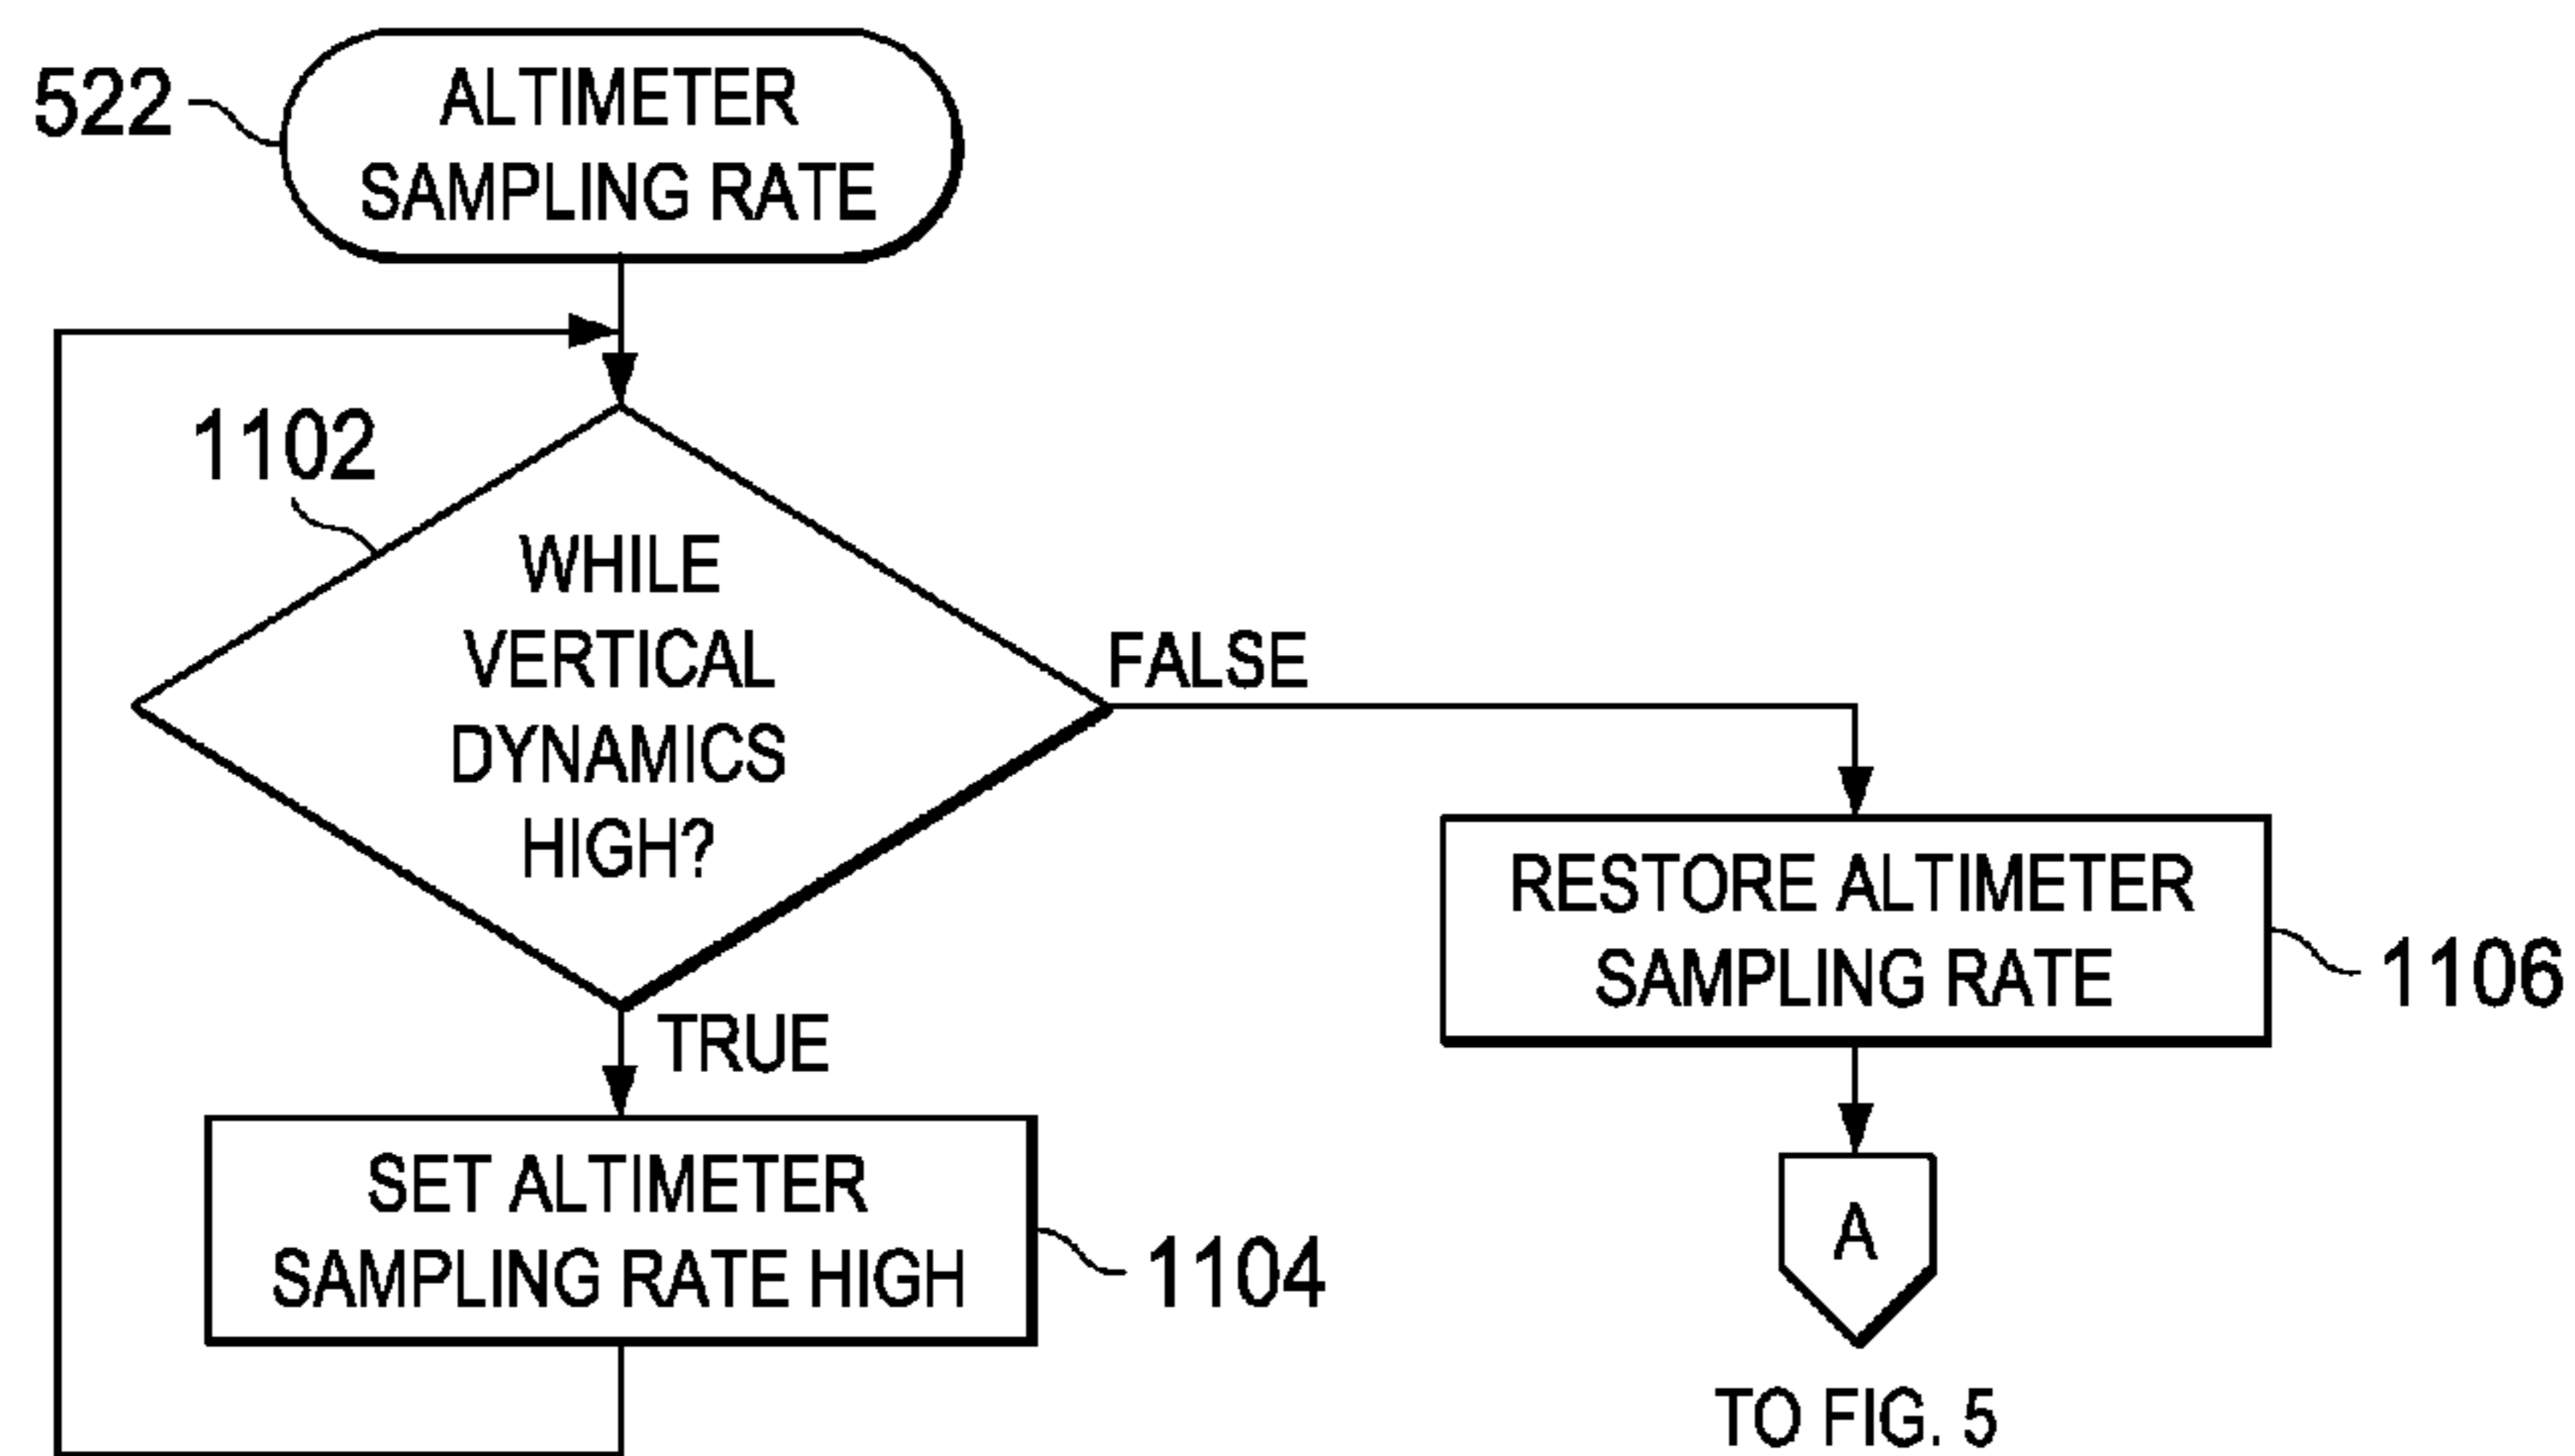 522
ALTIMETER
SAMPLING RATE
1102
WHILE
VERTICAL
DYNAMICS
HIGH?
FALSE
TRUE
RESTORE ALTIMETER
SAMPLING RATE
1106
SET ALTIMETER
SAMPLING RATE HIGH
1104
A
TO FIG. 5